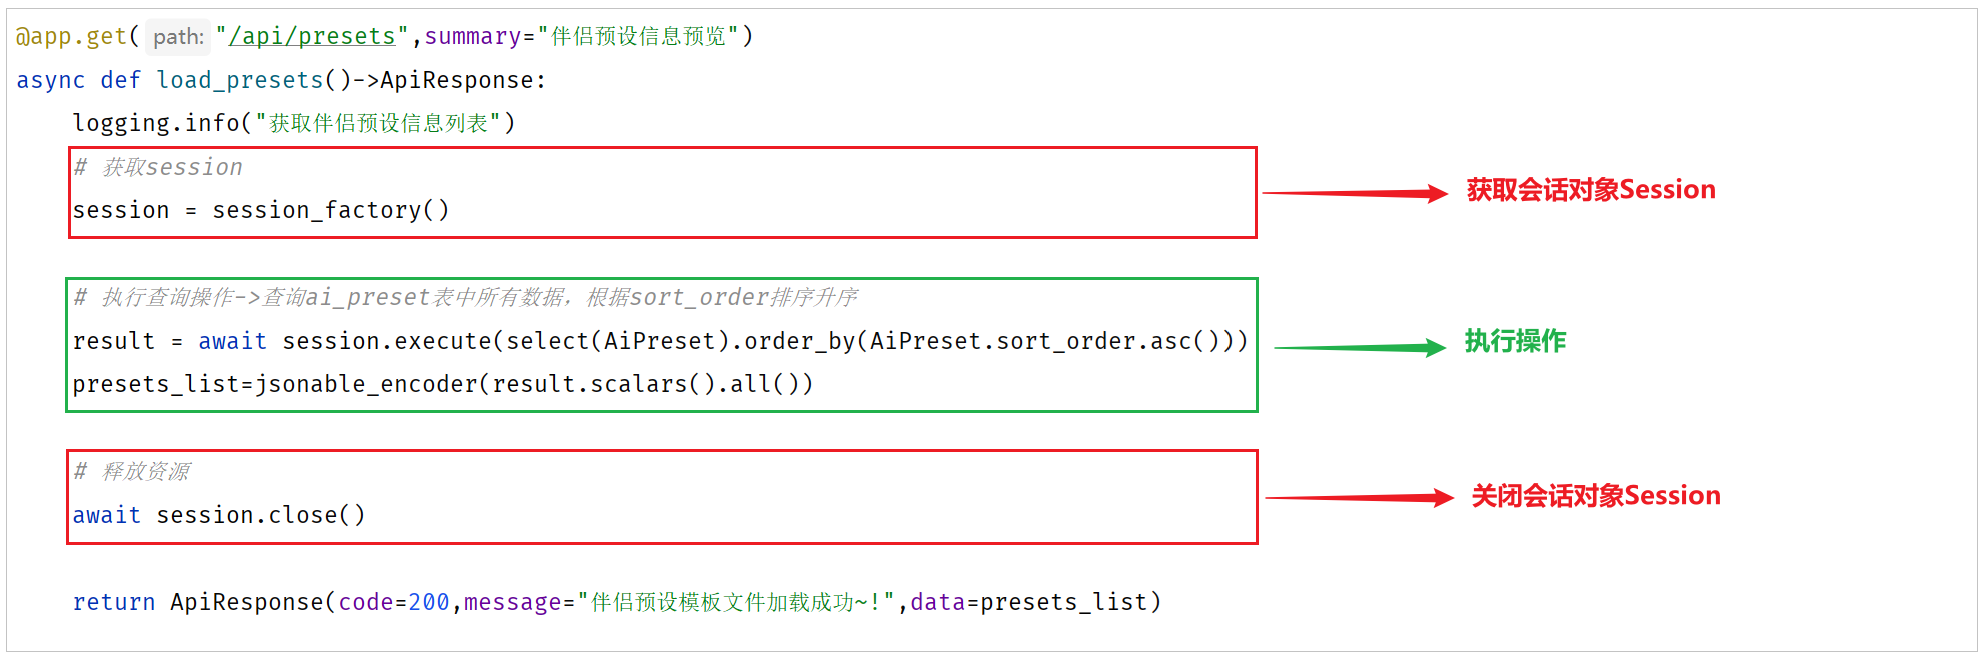 @app.get( path: "/api/presets",summary="伴侣预设信息预览")
async def load_presets()->ApiResponse:
logging.info("获取伴侣预设信息列表")
# 获取session
session = session_factory()
获取会话对象Session
# 执行查询操作->查询ai_preset表中所有数据，根据sort_order排序升序
result = await session.execute(select(AiPreset).order_by(AiPreset.sort_order.asc()))
presets_list=jsonable_encoder(result.scalars().all())
执行操作
# 释放资源
await session.close()
关闭会话对象Session
return ApiResponse(code=200,message="伴侣预设模板文件加载成功~!",data=presets_list)